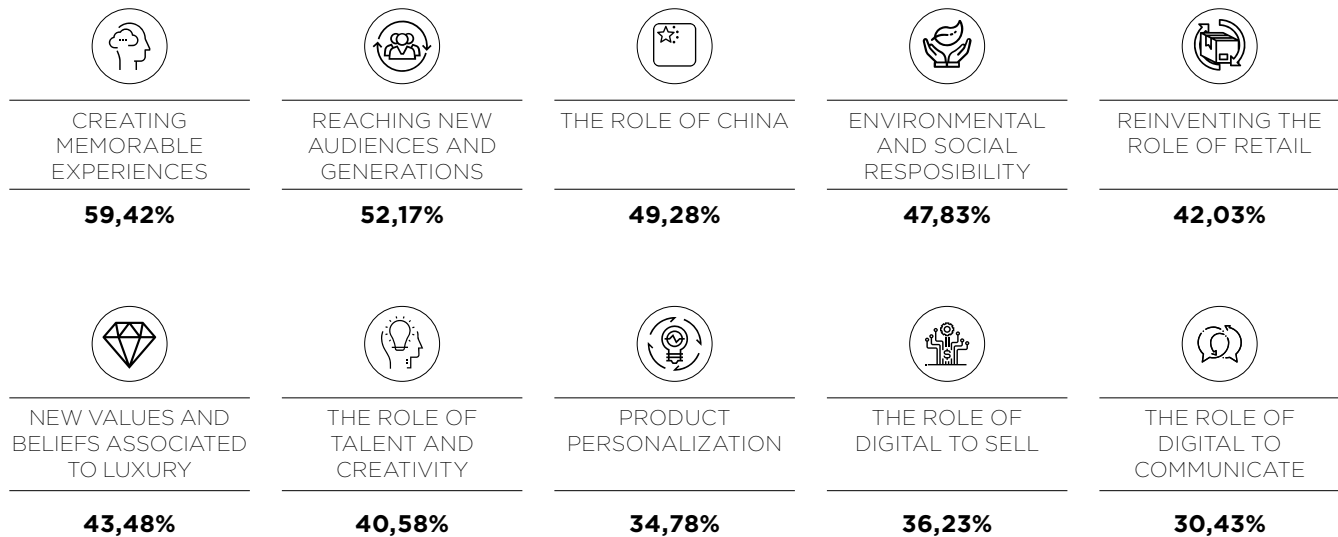 CREATING
MEMORABLE
EXPERIENCES
59,42%
REACHING NEW
AUDIENCES AND
GENERATIONS
52,17%
THE ROLE OF CHINA
49,28%
ENVIRONMENTAL
AND SOCIAL
RESPOSIBILITY
47,83%
REINVENTING THE
ROLE OF RETAIL
42,03%
NEW VALUES AND
BELIEFS ASSOCIATED
TO LUXURY
43,48%
THE ROLE OF
TALENT AND
CREATIVITY
40,58%
PRODUCT
PERSONALIZATION
34,78%
THE ROLE OF
DIGITAL TO SELL
36,23%
THE ROLE OF
DIGITAL TO
COMMUNICATE
30,43%